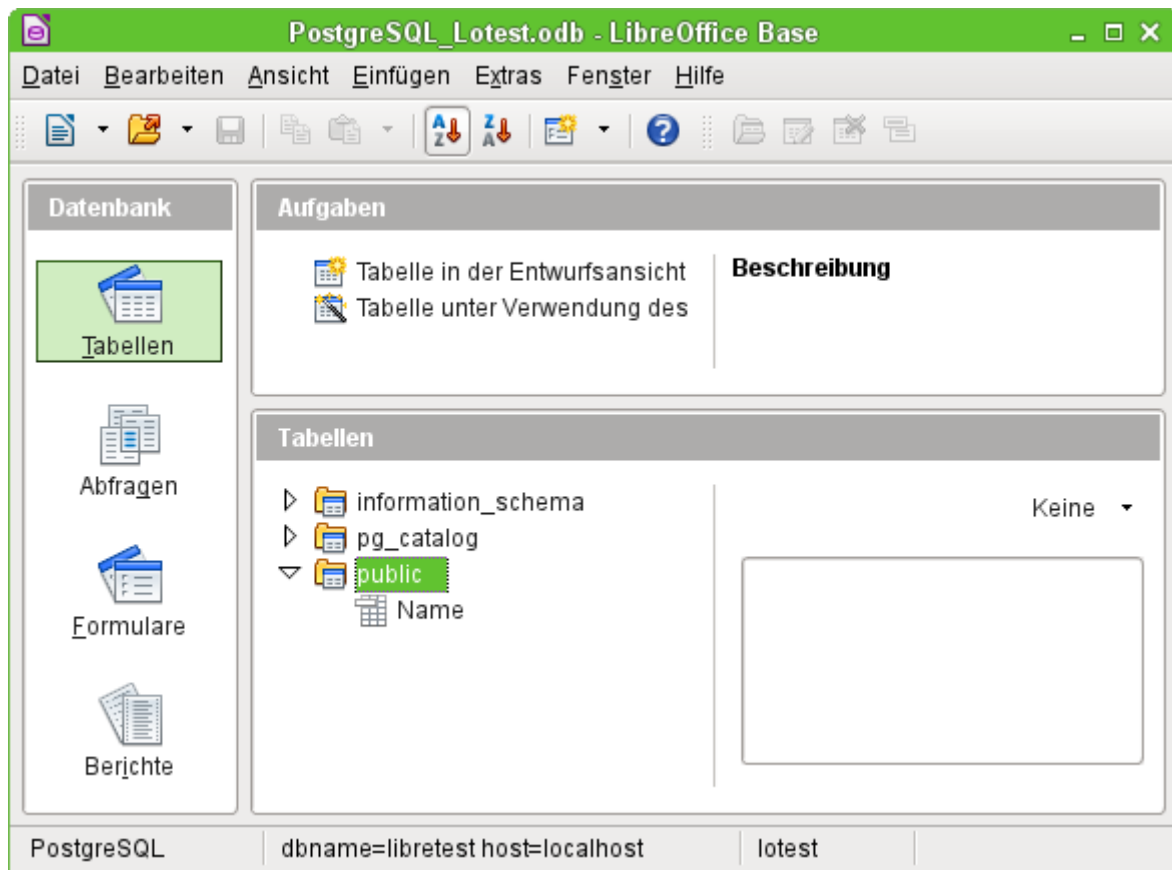 PostgreSQL_Lotest.odb - LibreOffice Base
Datei Bearbeiten Ansicht Einfügen Extras Fenster Hilfe
Datenbank
Tabellen
Abfragen
Formulare
Berichte
Aufgaben
Tabelle in der Entwurfsansicht
Tabelle unter Verwendung des
Beschreibung
Tabellen
information_schema
pg_catalog
public
Name
Keine
PostgreSQL dbname=libretest host=localhost lotest